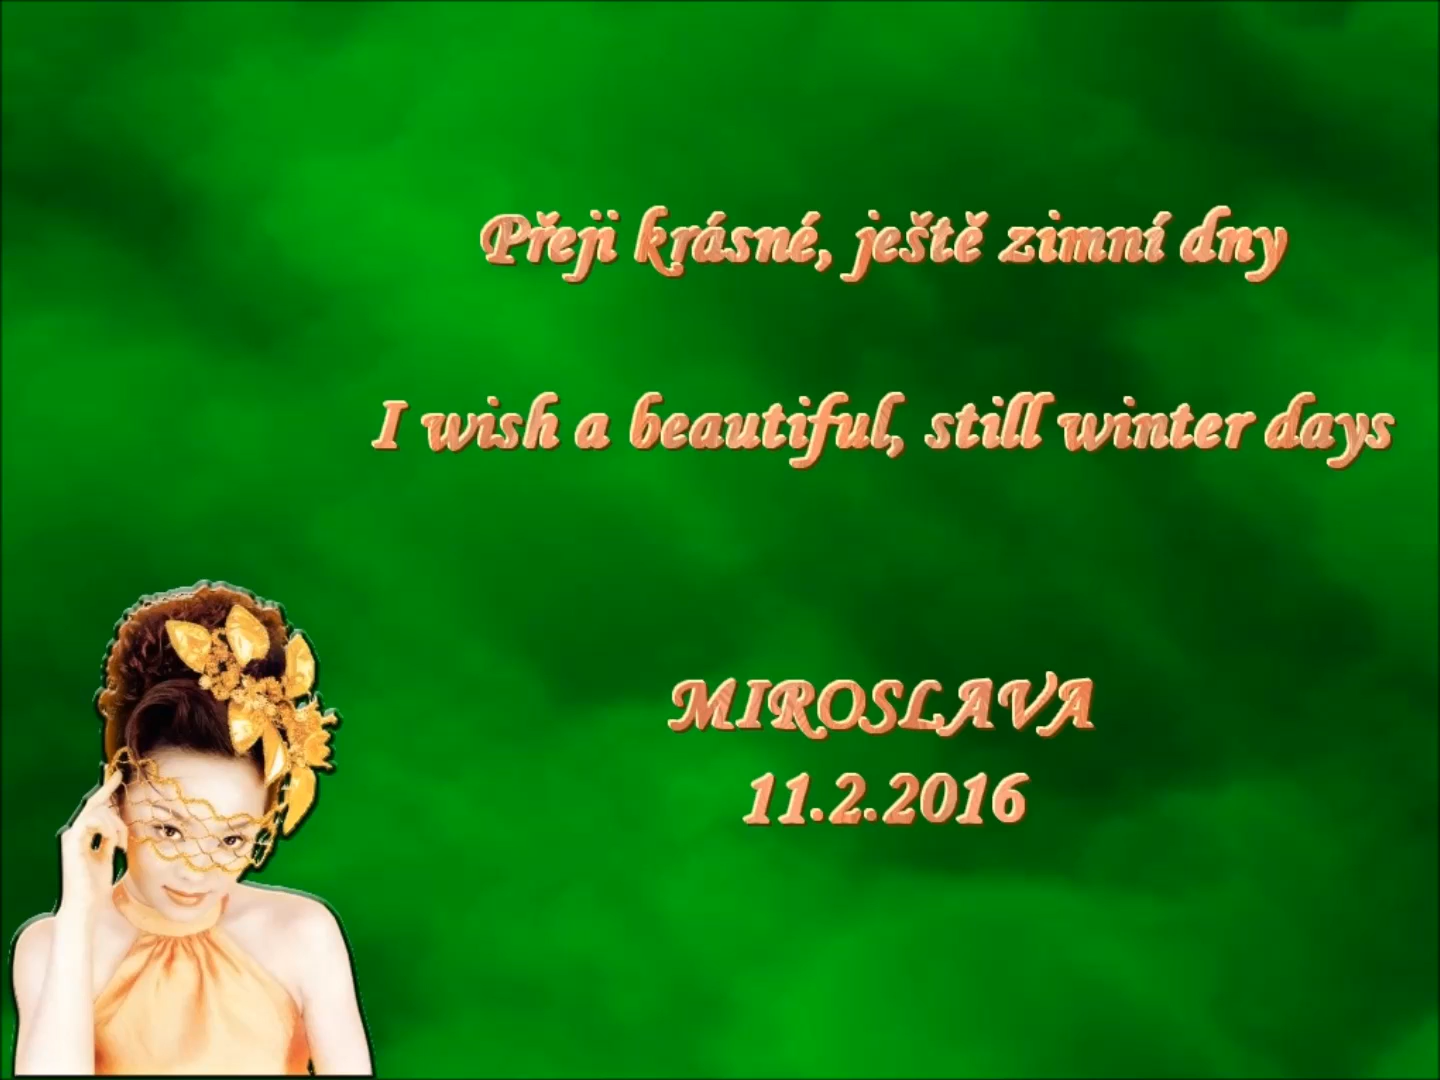 Přeji krásné, ještě zimní dny
I wish a beautiful, still winter days
MIROSLAVA
11.2.2016